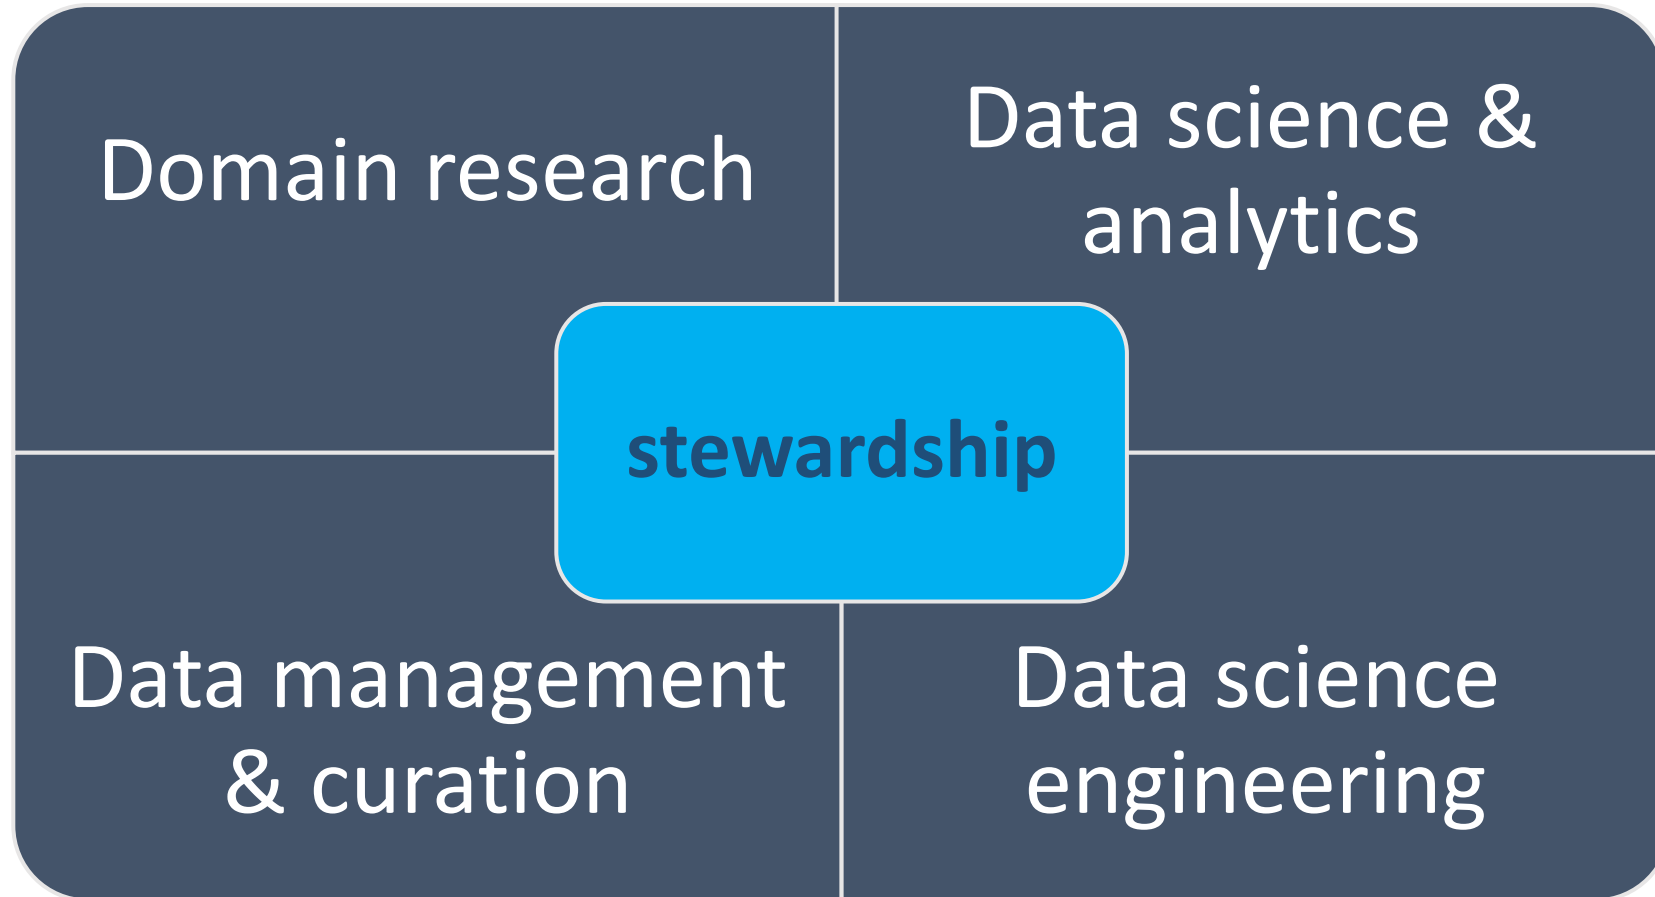 Domain research
Data science &
analytics
stewardship
Data management
& curation
Data science
engineering